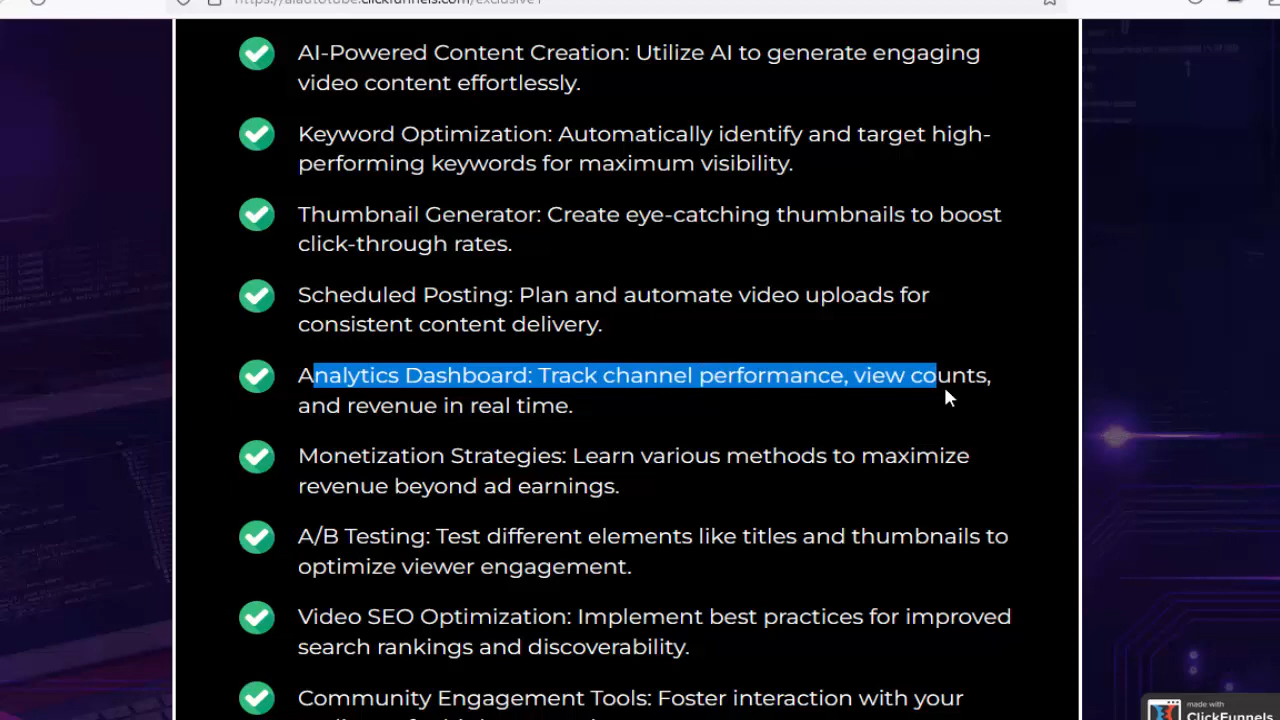 AI-Powered Content Creation: Utilize AI to generate engaging
video content effortlessly.
Keyword Optimization: Automatically identify and target high-
performing keywords for maximum visibility.
Thumbnail Generator: Create eye-catching thumbnails to boost
click-through rates.
Scheduled Posting: Plan and automate video uploads for
consistent content delivery.
Analytics Dashboard: Track channel performance, view counts,
and revenue in real time.
Monetization Strategies: Learn various methods to maximize
revenue beyond ad earnings.
A/B Testing: Test different elements like titles and thumbnails to
optimize viewer engagement.
Video SEO Optimization: Implement best practices for improved
search rankings and discoverability.
Community Engagement Tools: Foster interaction with your
made with
ClickFunnels